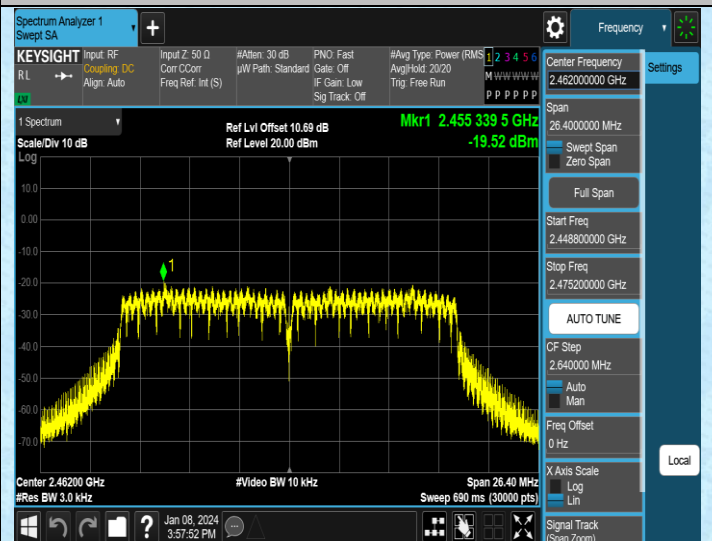 Spectrum Analyzer 1
Swept SA
Frequency
KEYSIGHT
RL
LXI
Input: RF
Coupling: DC
Align: Auto
Input Z: 50 Ω
Corr CCorr
Freq Ref: Int (S)
#Atten: 30 dB
µW Path: Standard
PNO: Fast
Gate: Off
IF Gain: Low
Sig Track: Off
#Avg Type: Power (RMS
Avg|Hold: 20/20
Trig: Free Run
1 2 3 4 5 6
M W W W W W
P P P P P P
1 Spectrum
Scale/Div 10 dB
Ref Lvl Offset 10.69 dB
Ref Level 20.00 dBm
Mkr1 2.455 339 5 GHz
-19.52 dBm
Log
10.0
0.00
-10.0
-20.0
-30.0
-40.0
-50.0
-60.0
-70.0
1
Center 2.46200 GHz
#Res BW 3.0 kHz
#Video BW 10 kHz
Span 26.40 MHz
Sweep 690 ms (30000 pts)
Center Frequency
2.462000000 GHz
Settings
Span
26.4000000 MHz
Swept Span
Zero Span
Full Span
Start Freq
2.448800000 GHz
Stop Freq
2.475200000 GHz
AUTO TUNE
CF Step
2.640000 MHz
Auto
Man
Freq Offset
0 Hz
X Axis Scale
Log
Lin
Local
Signal Track
(Span Zoom)
?
Jan 08, 2024
3:57:52 PM